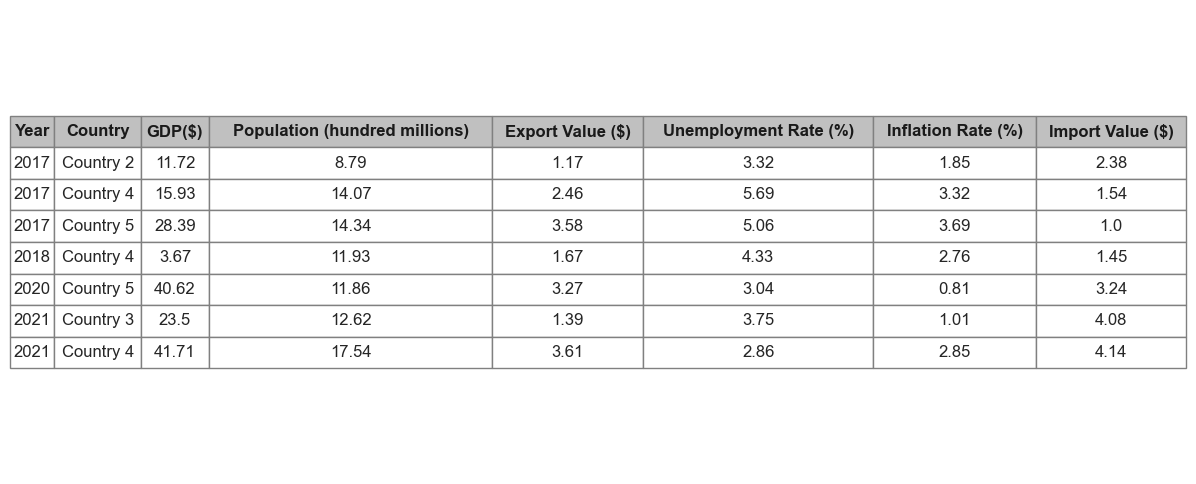 Year Country GDP($) Population (hundred millions) Export Value ($) Unemployment Rate (%) Inflation Rate (%) Import Value ($)
2017 Country 2 11.72 8.79 1.17 3.32 1.85 2.38
2017 Country 4 15.93 14.07 2.46 5.69 3.32 1.54
2017 Country 5 28.39 14.34 3.58 5.06 3.69 1.0
2018 Country 4 3.67 11.93 1.67 4.33 2.76 1.45
2020 Country 5 40.62 11.86 3.27 3.04 0.81 3.24
2021 Country 3 23.5 12.62 1.39 3.75 1.01 4.08
2021 Country 4 41.71 17.54 3.61 2.86 2.85 4.14